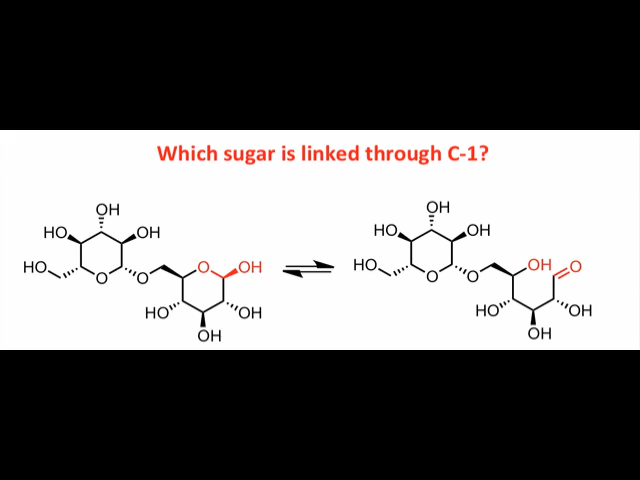 Which sugar is linked through C-1?
OH OH
HO OH HO OH
HO O O O OH HO O O OH O
HO OH HO OH
OH OH